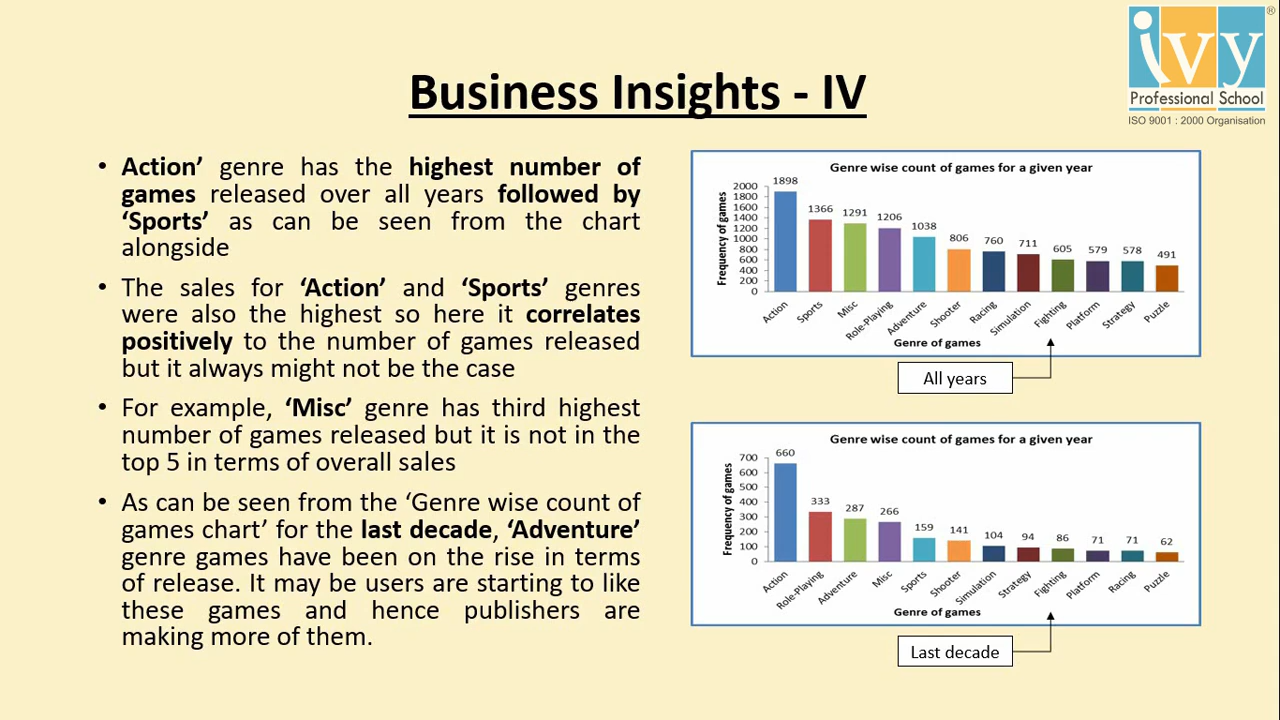 ivy
®
Professional School
ISO 9001 : 2000 Organisation
Business Insights - IV
• Action’ genre has the highest number of
games released over all years followed by
‘Sports’ as can be seen from the chart
alongside
• The sales for ‘Action’ and ‘Sports’ genres
were also the highest so here it correlates
positively to the number of games released
but it always might not be the case
• For example, ‘Misc’ genre has third highest
number of games released but it is not in the
top 5 in terms of overall sales
• As can be seen from the ‘Genre wise count of
games chart’ for the last decade, ‘Adventure’
genre games have been on the rise in terms
of release. It may be users are starting to like
these games and hence publishers are
making more of them.
Genre wise count of games for a given year
Frequency of games
2000
1800
1600
1400
1200
1000
800
600
400
200
0
1898
1366
1291
1206
1038
806
760
711
605
579
578
491
Action
Sports
Misc
Role-Playing
Adventure
Shooter
Racing
Simulation
Fighting
Platform
Strategy
Puzzle
Genre of games
All years
Genre wise count of games for a given year
Frequency of games
700
600
500
400
300
200
100
0
660
333
287
266
159
141
104
94
86
71
71
62
Action
Role-Playing
Adventure
Misc
Sports
Shooter
Simulation
Strategy
Fighting
Platform
Racing
Puzzle
Genre of games
Last decade